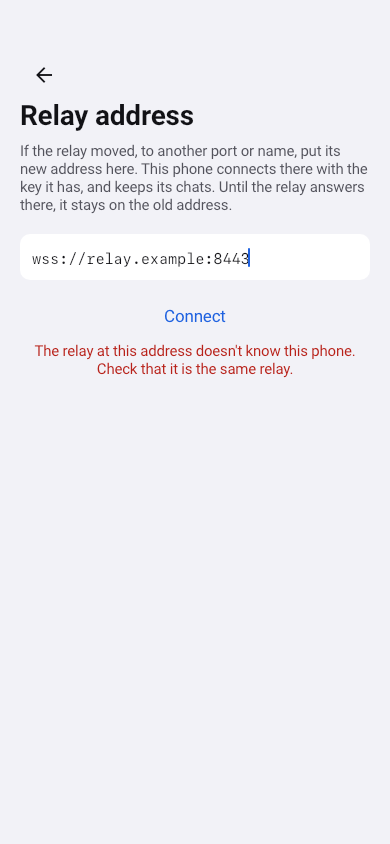 Relay address
If the relay moved, to another port or name, put its
new address here. This phone connects there with the
key it has, and keeps its chats. Until the relay answers
there, it stays on the old address.
wss://relay.example:8443
Connect
The relay at this address doesn't know this phone.
Check that it is the same relay.